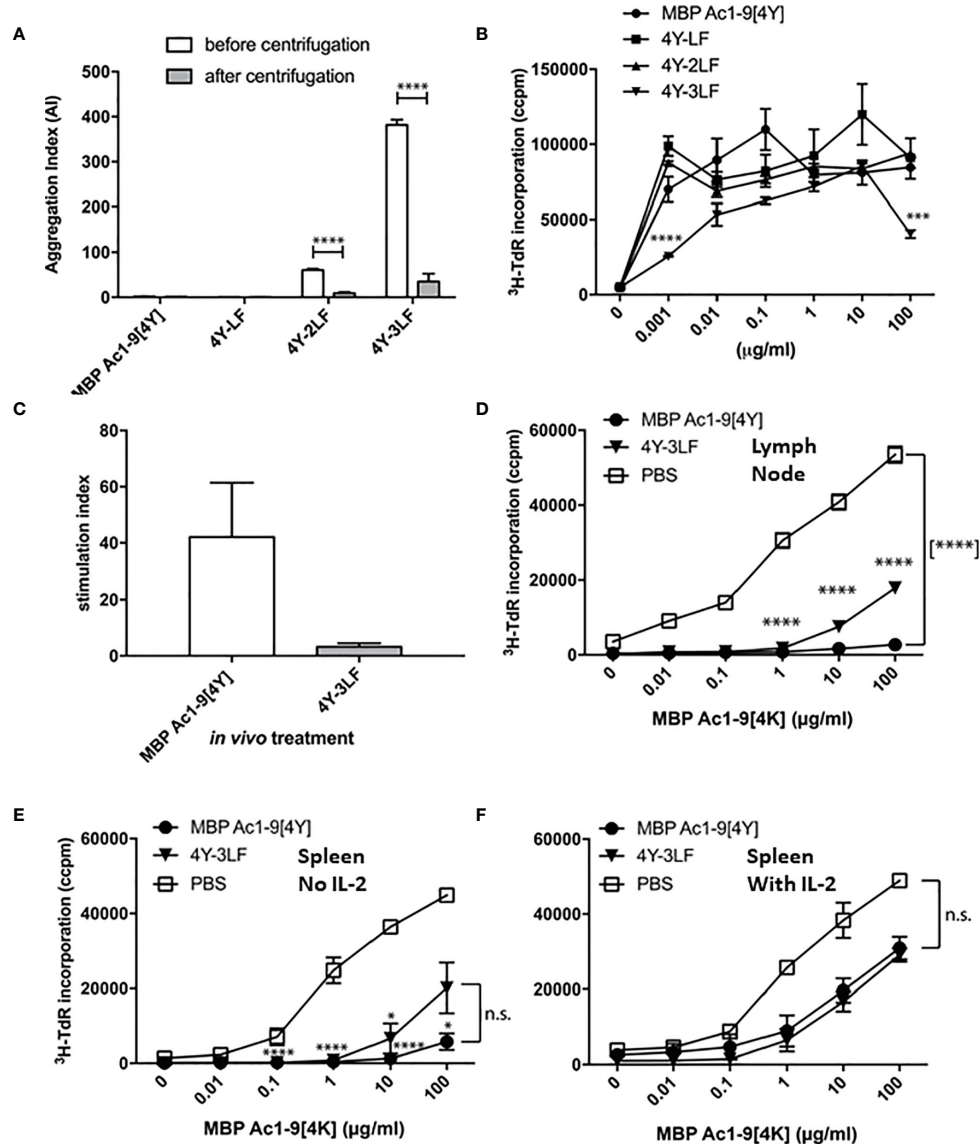 A
before centrifugation
after centrifugation
Aggregation Index (AI)
500
400
300
200
100
0
****
****
MBP Ac1-9[4Y]
4Y-LF
4Y-2LF
4Y-3LF
B
MBP Ac1-9[4Y]
4Y-LF
4Y-2LF
4Y-3LF
³H-TdR incorporation (ccpm)
150000
100000
50000
0
****
***
0
0.001
0.01
0.1
1
10
100
(µg/ml)
C
stimulation index
80
60
40
20
0
MBP Ac1-9[4Y]
4Y-3LF
in vivo treatment
D
MBP Ac1-9[4Y]
4Y-3LF
PBS
Lymph
Node
³H-TdR incorporation (ccpm)
60000
40000
20000
0
****
****
****
[****]
0
0.01
0.1
1
10
100
MBP Ac1-9[4K] (µg/ml)
E
MBP Ac1-9[4Y]
4Y-3LF
PBS
Spleen
No IL-2
³H-TdR incorporation (ccpm)
60000
40000
20000
0
****
****
*
****
*
n.s.
0
0.01
0.1
1
10
100
MBP Ac1-9[4K] (µg/ml)
F
MBP Ac1-9[4Y]
4Y-3LF
PBS
Spleen
With IL-2
³H-TdR incorporation (ccpm)
60000
40000
20000
0
n.s.
0
0.01
0.1
1
10
100
MBP Ac1-9[4K] (µg/ml)